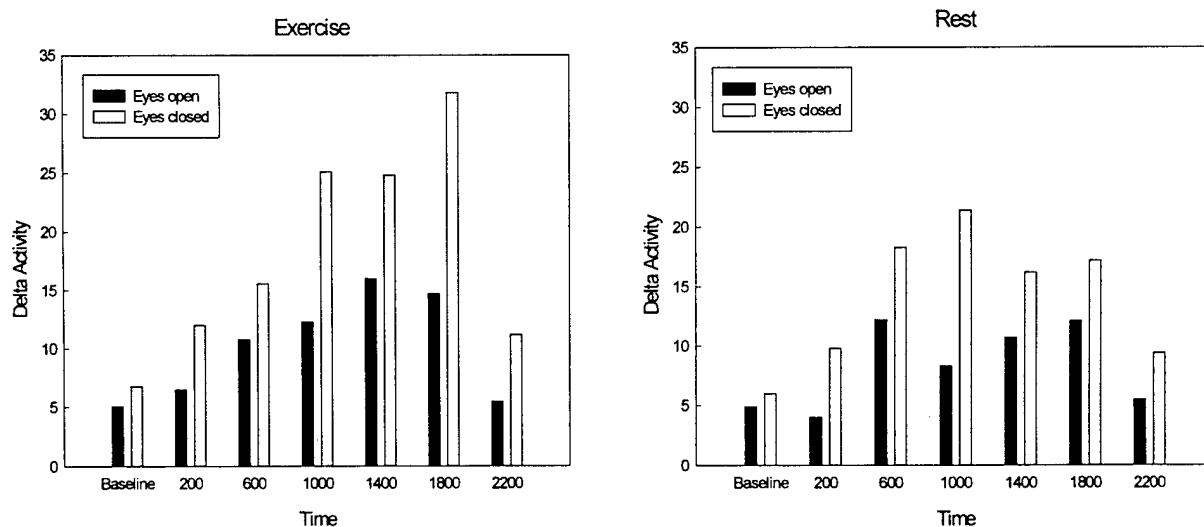 Exercise
35
30
25
20
15
10
5
0
Delta Activity
Eyes open
Eyes closed
Baseline 200 600 1000 1400 1800 2200
Time
Rest
35
30
25
20
15
10
5
0
Delta Activity
Eyes open
Eyes closed
Baseline 200 600 1000 1400 1800 2200
Time